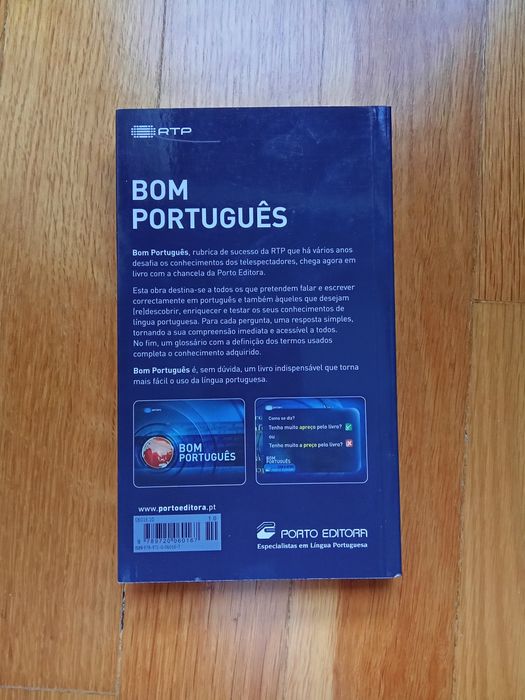 RTP
BOM
PORTUGUÊS
Bom Português, rubrica de sucesso da RTP que há vários anos
desafia os conhecimentos dos telespectadores, chega agora em
livro com a chancela da Porto Editora.
Esta obra destina-se a todos os que pretendem falar e escrever
correctamente em português e também àqueles que desejam
[re]descobrir, enriquecer e testar os seus conhecimentos de
língua portuguesa. Para cada pergunta, uma resposta simples,
tornando a sua compreensão imediata e acessível a todos.
No fim, um glossário com a definição dos termos usados
completa o conhecimento adquirido.
Bom Português é, sem dúvida, um livro indispensável que torna
mais fácil o uso da língua portuguesa.
BOM
PORTUGUÊS
Como se diz?
Tenho muito apreço pelo livro?
ou
Tenho muito a preço pelo livro?
BOM
PORTUGUÊS
www.portoeditora.pt
10
9 789720 060167
PORTO EDITORA
Especialistas em Língua Portuguesa